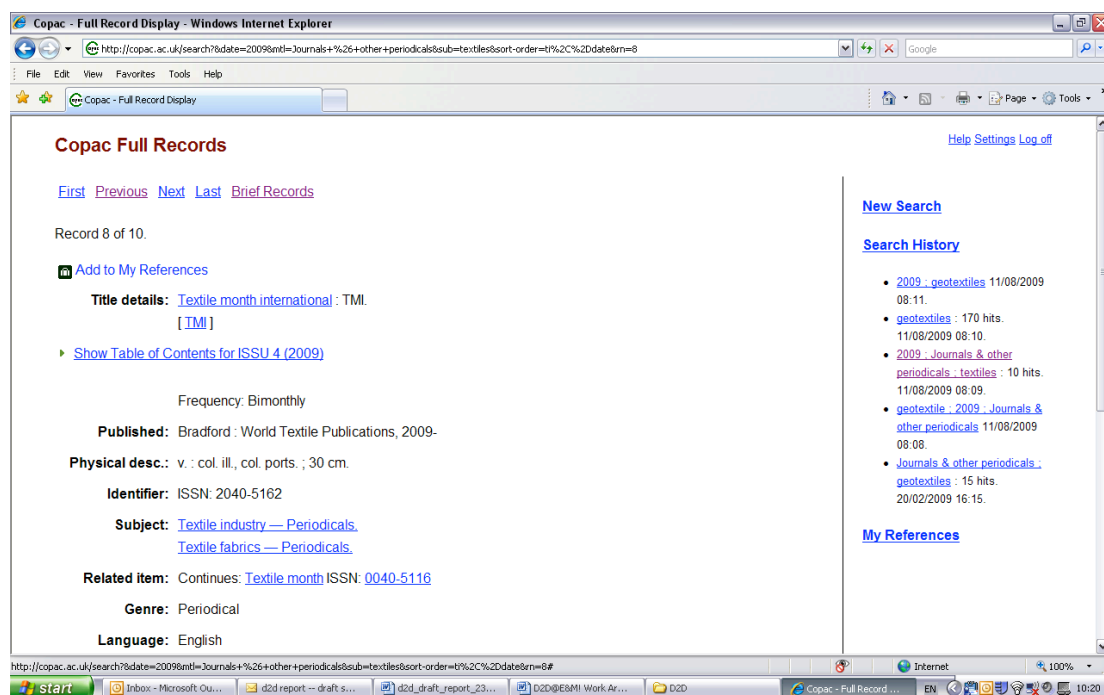 Copac - Full Record Display - Windows Internet Explorer
http://copac.ac.uk/search?&date=2009&mtl=Journals+%26+other+periodicals&sub=textiles&sort-order=ti%2C%2Ddate&rn=8
Google
File Edit View Favorites Tools Help
Copac - Full Record Display
Page Tools
Copac Full Records
Help Settings Log off
First Previous Next Last Brief Records
Record 8 of 10.
Add to My References
Title details: Textile month international : TMI.
[ TMI ]
Show Table of Contents for ISSU 4 (2009)
Frequency: Bimonthly
Published: Bradford : World Textile Publications, 2009-
Physical desc.: v. : col. ill., col. ports. ; 30 cm.
Identifier: ISSN: 2040-5162
Subject: Textile industry — Periodicals.
Textile fabrics — Periodicals.
Related item: Continues: Textile month ISSN: 0040-5116
Genre: Periodical
Language: English
New Search
Search History
2009 ; geotextiles 11/08/2009
08:11.
geotextiles : 170 hits.
11/08/2009 08:10.
2009 ; Journals & other
periodicals ; textiles : 10 hits.
11/08/2009 08:09.
geotextile ; 2009 ; Journals &
other periodicals 11/08/2009
08:08.
Journals & other periodicals ;
geotextiles : 15 hits.
20/02/2009 16:15.
My References
http://copac.ac.uk/search?&date=2009&mtl=Journals+%26+other+periodicals&sub=textiles&sort-order=ti%2C%2Ddate&rn=8#
Internet 100%
start Inbox - Microsoft Ou... d2d report -- draft s... d2d_draft_report_23... D2D@E&MI Work Ar... D2D Copac - Full Record ... EN 10:20